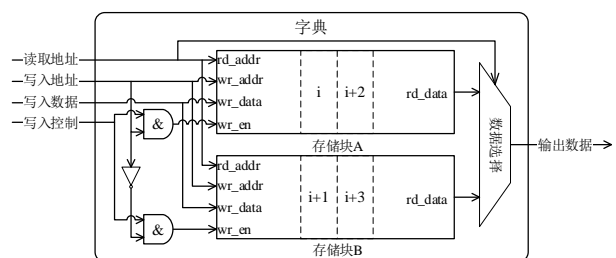 字典
读取地址
写入地址
写入数据
写入控制
rd_addr
wr_addr
wr_data
wr_en
i
i+2
rd_data
&
存储块A
rd_addr
wr_addr
wr_data
wr_en
i+1
i+3
rd_data
&
存储块B
数据选择
输出数据